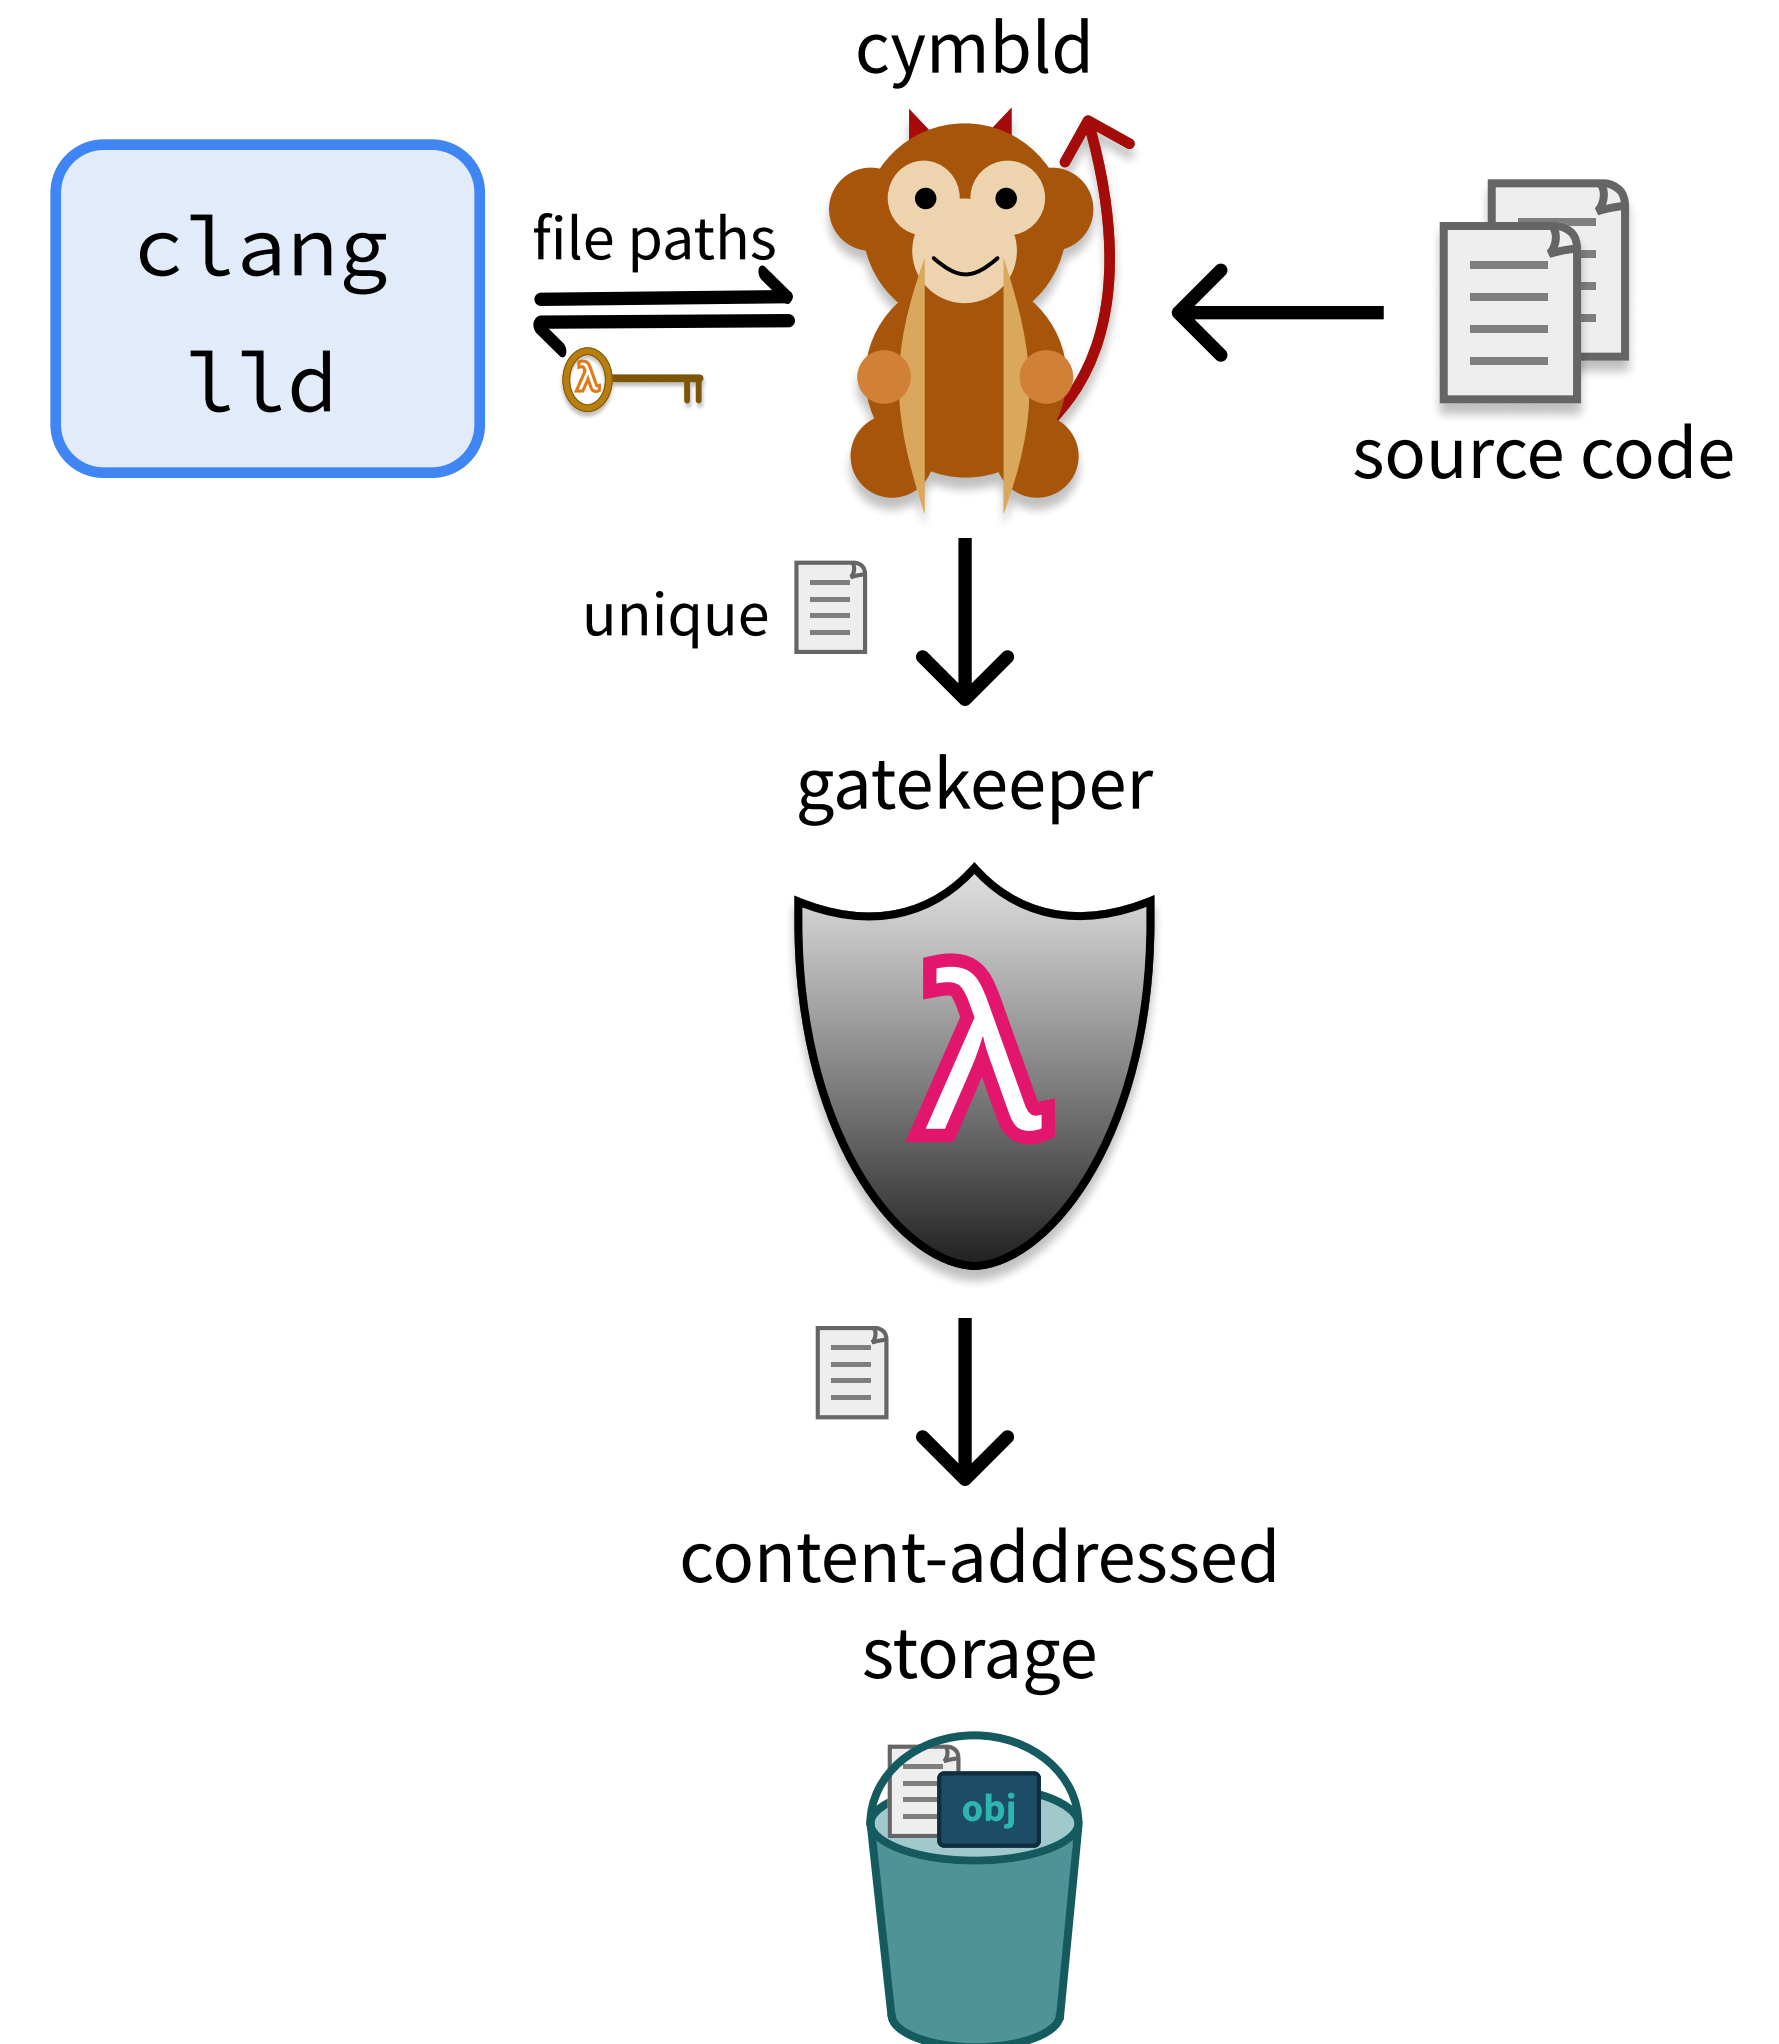 cymbld
clang
lld
file paths
λ
source code
unique
gatekeeper
λ
content-addressed
storage
obj